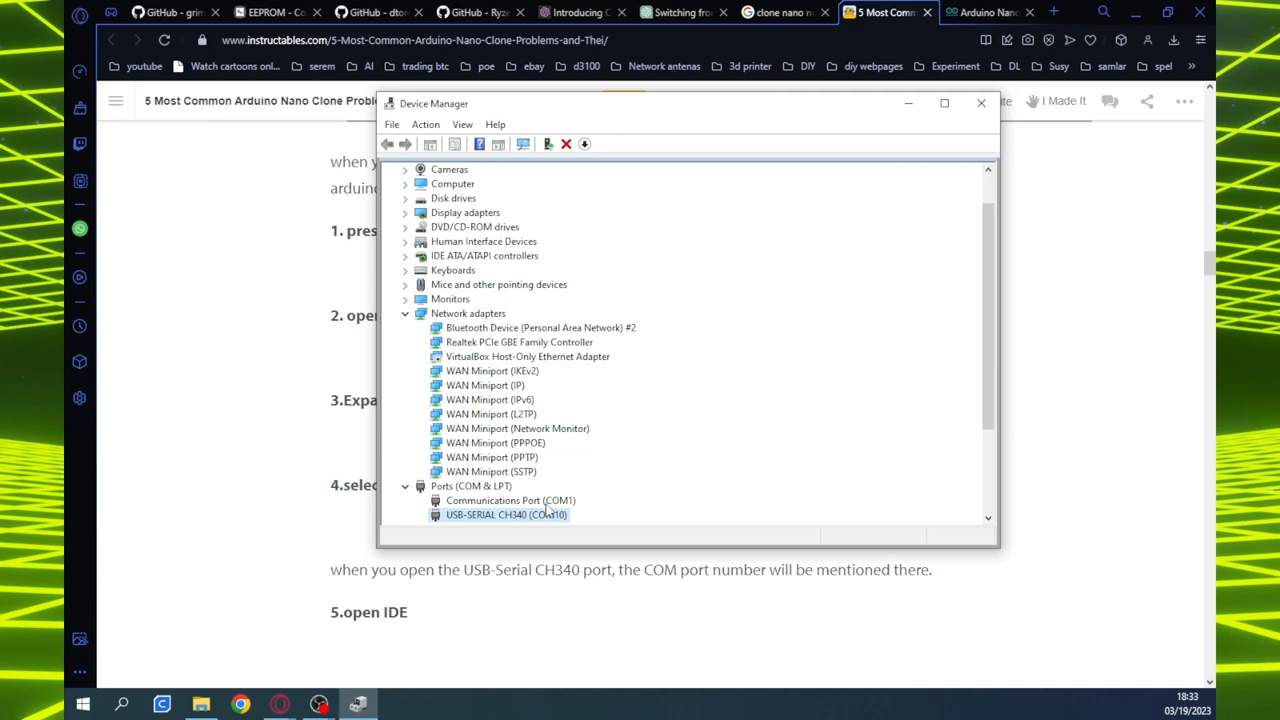 GitHub - grim
EEPROM - Co
GitHub - dton
GitHub - Ryze
Introducing C
Switching fro
clone nano n
5 Most Comm
Arduino Nano
www.instructables.com/5-Most-Common-Arduino-Nano-Clone-Problems-and-Thei/
youtube
Watch cartoons onl...
serem
AI
trading btc
poe
ebay
d3100
Network antenas
3d printer
DIY
diy webpages
Experiment
DL
Susy
samlar
spel
»
5 Most Common Arduino Nano Clone Proble
I Made It
when y
arduino
1. pres
2. open
3.Expa
4.selec
Device Manager
File Action View Help
Cameras
Computer
Disk drives
Display adapters
DVD/CD-ROM drives
Human Interface Devices
IDE ATA/ATAPI controllers
Keyboards
Mice and other pointing devices
Monitors
Network adapters
Bluetooth Device (Personal Area Network) #2
Realtek PCIe GBE Family Controller
VirtualBox Host-Only Ethernet Adapter
WAN Miniport (IKEv2)
WAN Miniport (IP)
WAN Miniport (IPv6)
WAN Miniport (L2TP)
WAN Miniport (Network Monitor)
WAN Miniport (PPPOE)
WAN Miniport (PPTP)
WAN Miniport (SSTP)
Ports (COM & LPT)
Communications Port (COM1)
USB-SERIAL CH340 (COM10)
when you open the USB-Serial CH340 port, the COM port number will be mentioned there.
5.open IDE
18:33
03/19/2023